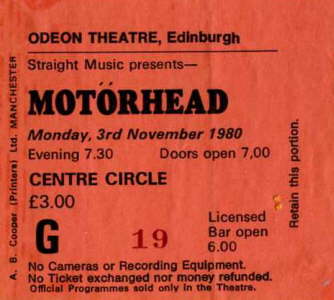 ODEON THEATRE, Edinburgh
Straight Music presents—
MOTÖRHEAD
Monday, 3rd November 1980
Evening 7.30 Doors open 7,00
CENTRE CIRCLE
£3.00
G 19
Licensed
Bar open
6.00
No Cameras or Recording Equipment.
No Ticket exchanged nor money refunded.
Official Programmes sold only in the Theatre.
A. B. Cooper (Printers) Ltd. MANCHESTER
Retain this portion.